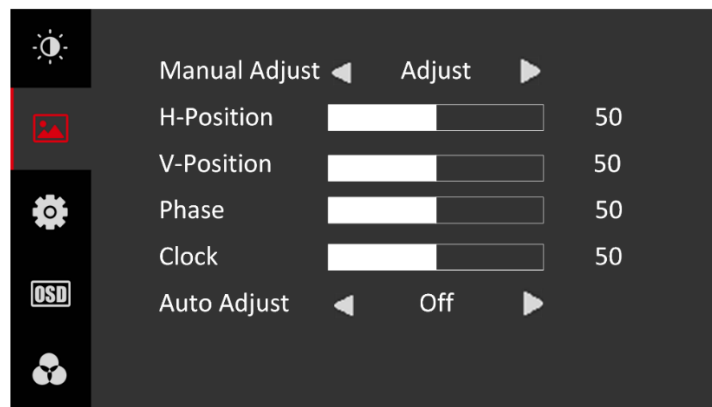 Manual Adjust Adjust
H-Position 50
V-Position 50
Phase 50
Clock 50
OSD
Auto Adjust Off